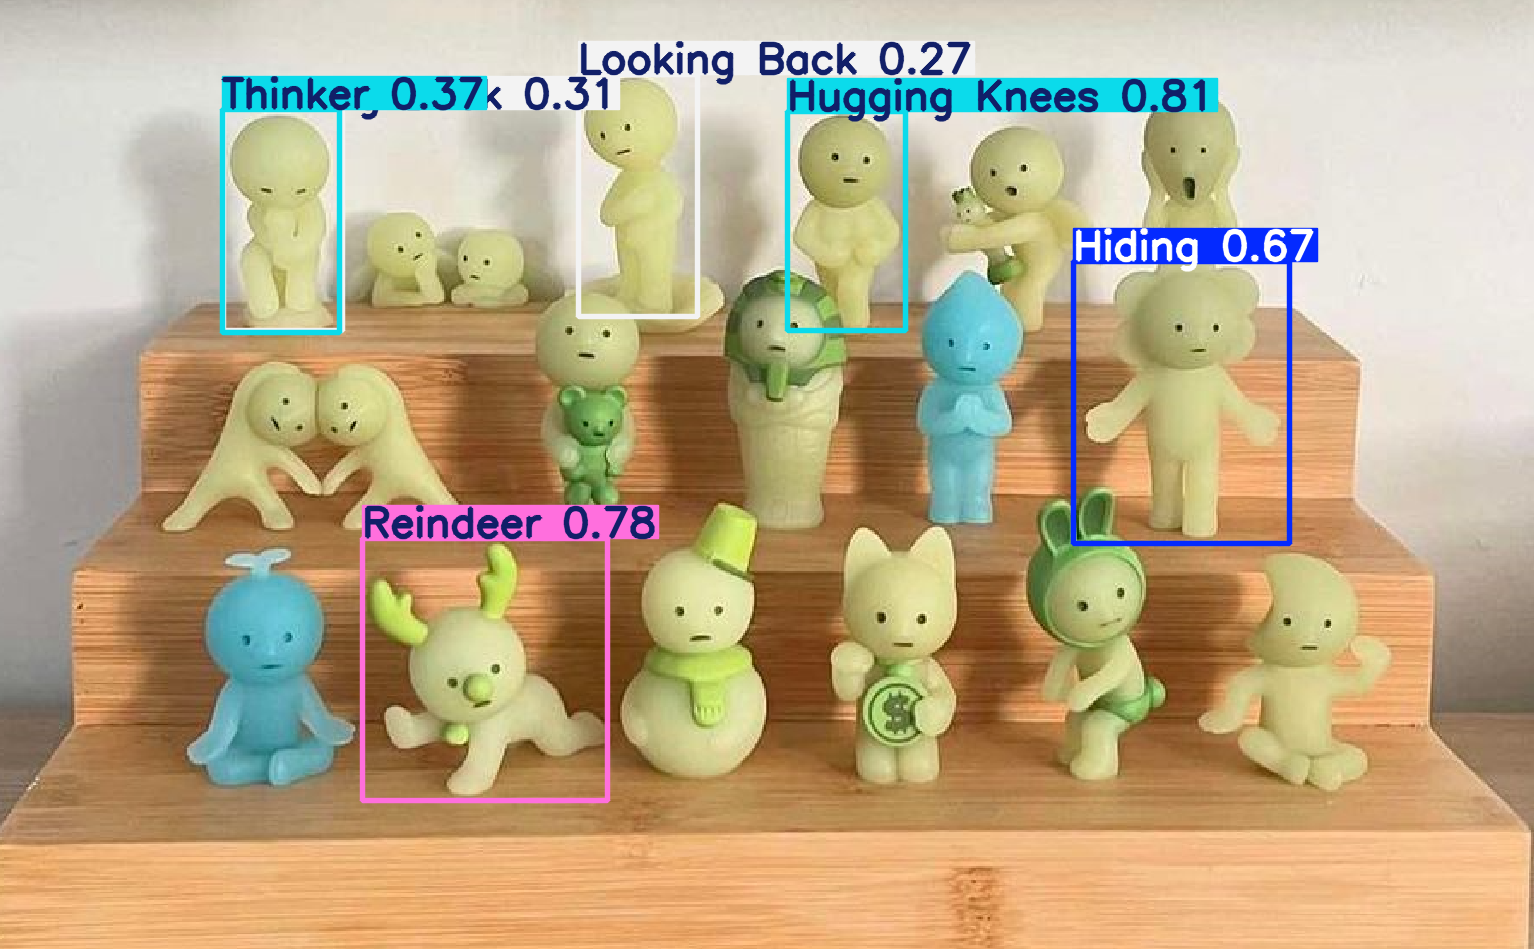 Looking Back 0.27
Thinker 0.37
k 0.31
Hugging Knees 0.81
Hiding 0.67
Reindeer 0.78
$